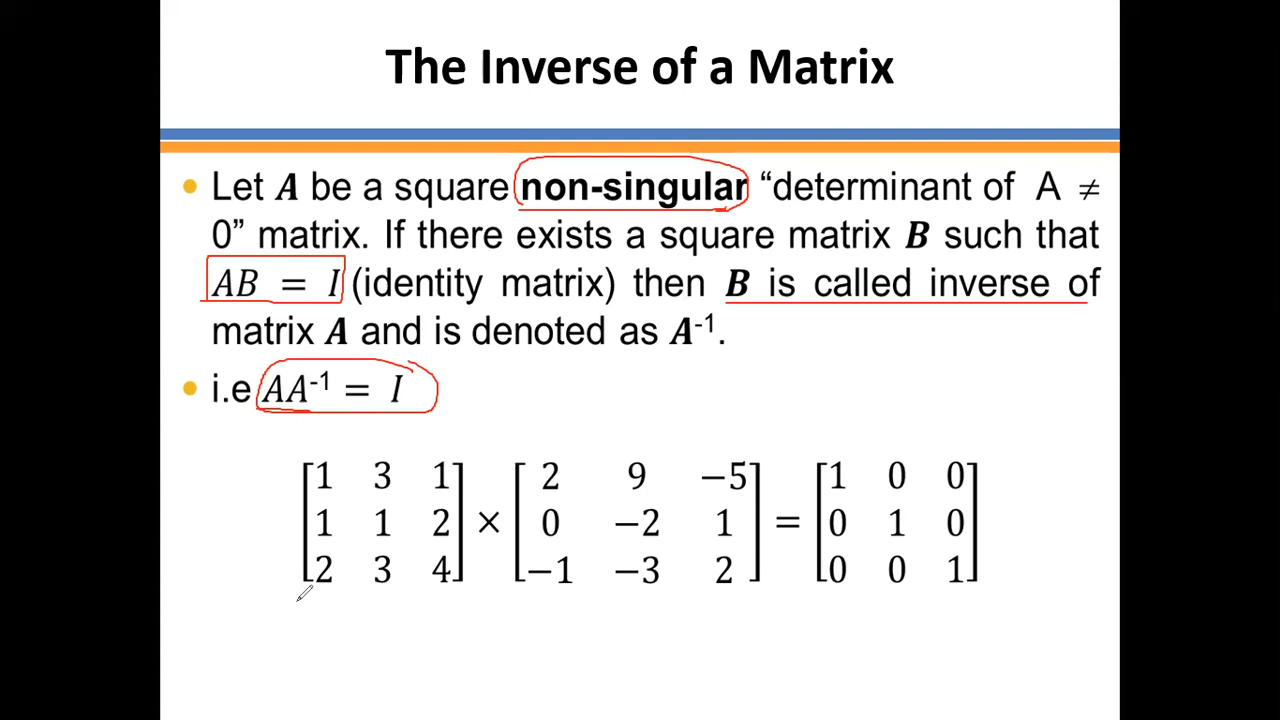 The Inverse of a Matrix
• Let A be a square non-singular “determinant of A ≠
0” matrix. If there exists a square matrix B such that
AB = I (identity matrix) then B is called inverse of
matrix A and is denoted as A⁻¹.
• i.e AA⁻¹ = I
[1 3 1] [2 9 −5] [1 0 0]
[1 1 2] × [0 −2 1] = [0 1 0]
[2 3 4] [−1 −3 2] [0 0 1]